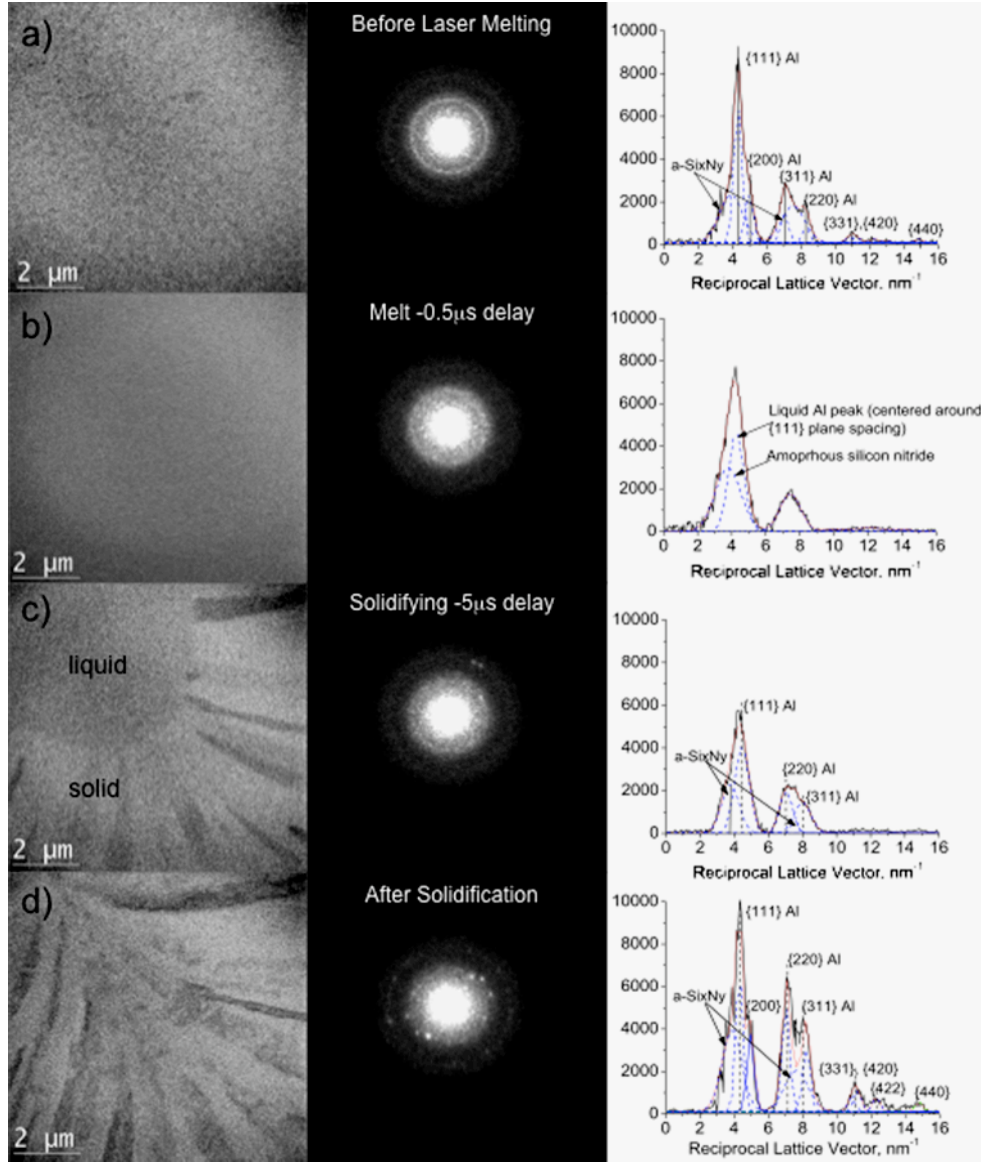 a)
2 μm
Before Laser Melting
10000
8000
6000
4000
2000
0
{111} Al
a-SixNy
{200} Al
{311} Al
{220} Al
{331},{420}
{440}
0 2 4 6 8 10 12 14 16
Reciprocal Lattice Vector, nm⁻¹
b)
2 μm
Melt -0.5μs delay
10000
8000
6000
4000
2000
0
Liquid Al peak (centered around
{111} plane spacing)
Amoprhous silicon nitride
0 2 4 6 8 10 12 14 16
Reciprocal Lattice Vector, nm⁻¹
c)
liquid
solid
2 μm
Solidifying -5μs delay
10000
8000
6000
4000
2000
0
{111} Al
a-SixNy
{220} Al
{311} Al
0 2 4 6 8 10 12 14 16
Reciprocal Lattice Vector, nm⁻¹
d)
2 μm
After Solidification
10000
8000
6000
4000
2000
0
{111} Al
a-SixNy
{200}
{220} Al
{311} Al
{331}
{420}
{422}
{440}
0 2 4 6 8 10 12 14 16
Reciprocal Lattice Vector, nm⁻¹